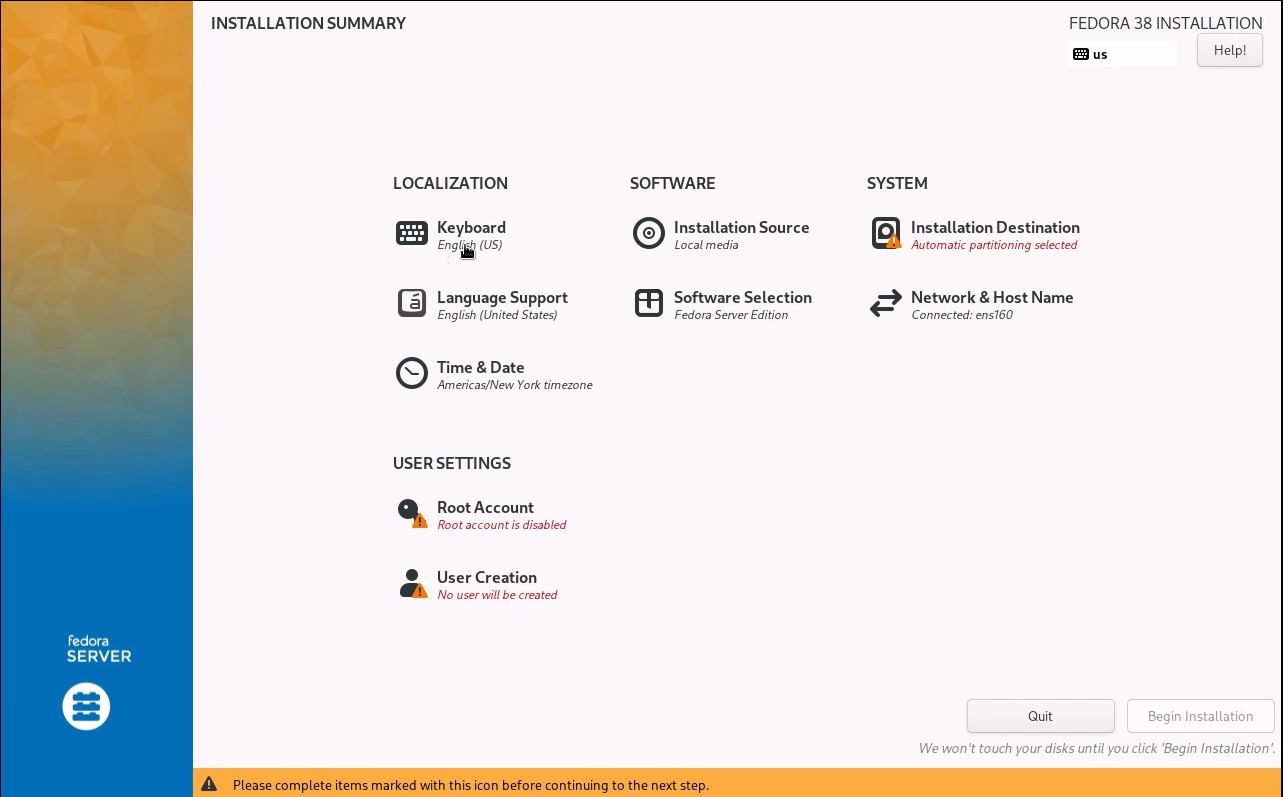 INSTALLATION SUMMARY
FEDORA 38 INSTALLATION
us
Help!
LOCALIZATION
Keyboard
English (US)
Language Support
English (United States)
Time & Date
Americas/New York timezone
SOFTWARE
Installation Source
Local media
Software Selection
Fedora Server Edition
SYSTEM
Installation Destination
Automatic partitioning selected
Network & Host Name
Connected: ens160
USER SETTINGS
Root Account
Root account is disabled
User Creation
No user will be created
fedora
SERVER
Quit
Begin Installation
We won't touch your disks until you click 'Begin Installation'.
Please complete items marked with this icon before continuing to the next step.